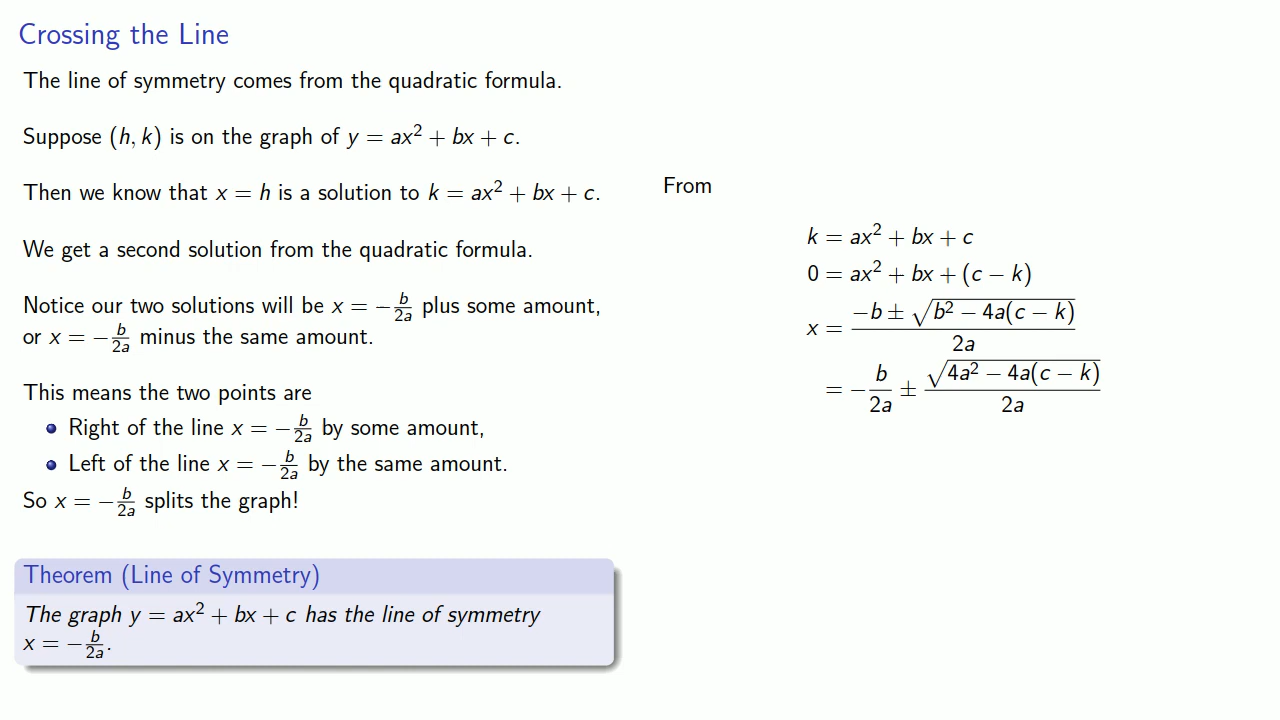 Crossing the Line
The line of symmetry comes from the quadratic formula.
Suppose (h, k) is on the graph of y = ax² + bx + c.
Then we know that x = h is a solution to k = ax² + bx + c.
We get a second solution from the quadratic formula.
Notice our two solutions will be x = −b/2a plus some amount,
or x = −b/2a minus the same amount.
This means the two points are
• Right of the line x = −b/2a by some amount,
• Left of the line x = −b/2a by the same amount.
So x = −b/2a splits the graph!
Theorem (Line of Symmetry)
The graph y = ax² + bx + c has the line of symmetry
x = −b/2a.
From
k = ax² + bx + c
0 = ax² + bx + (c − k)
x = (−b ± √(b² − 4a(c − k)))/2a
= −b/2a ± √(4a² − 4a(c − k))/2a